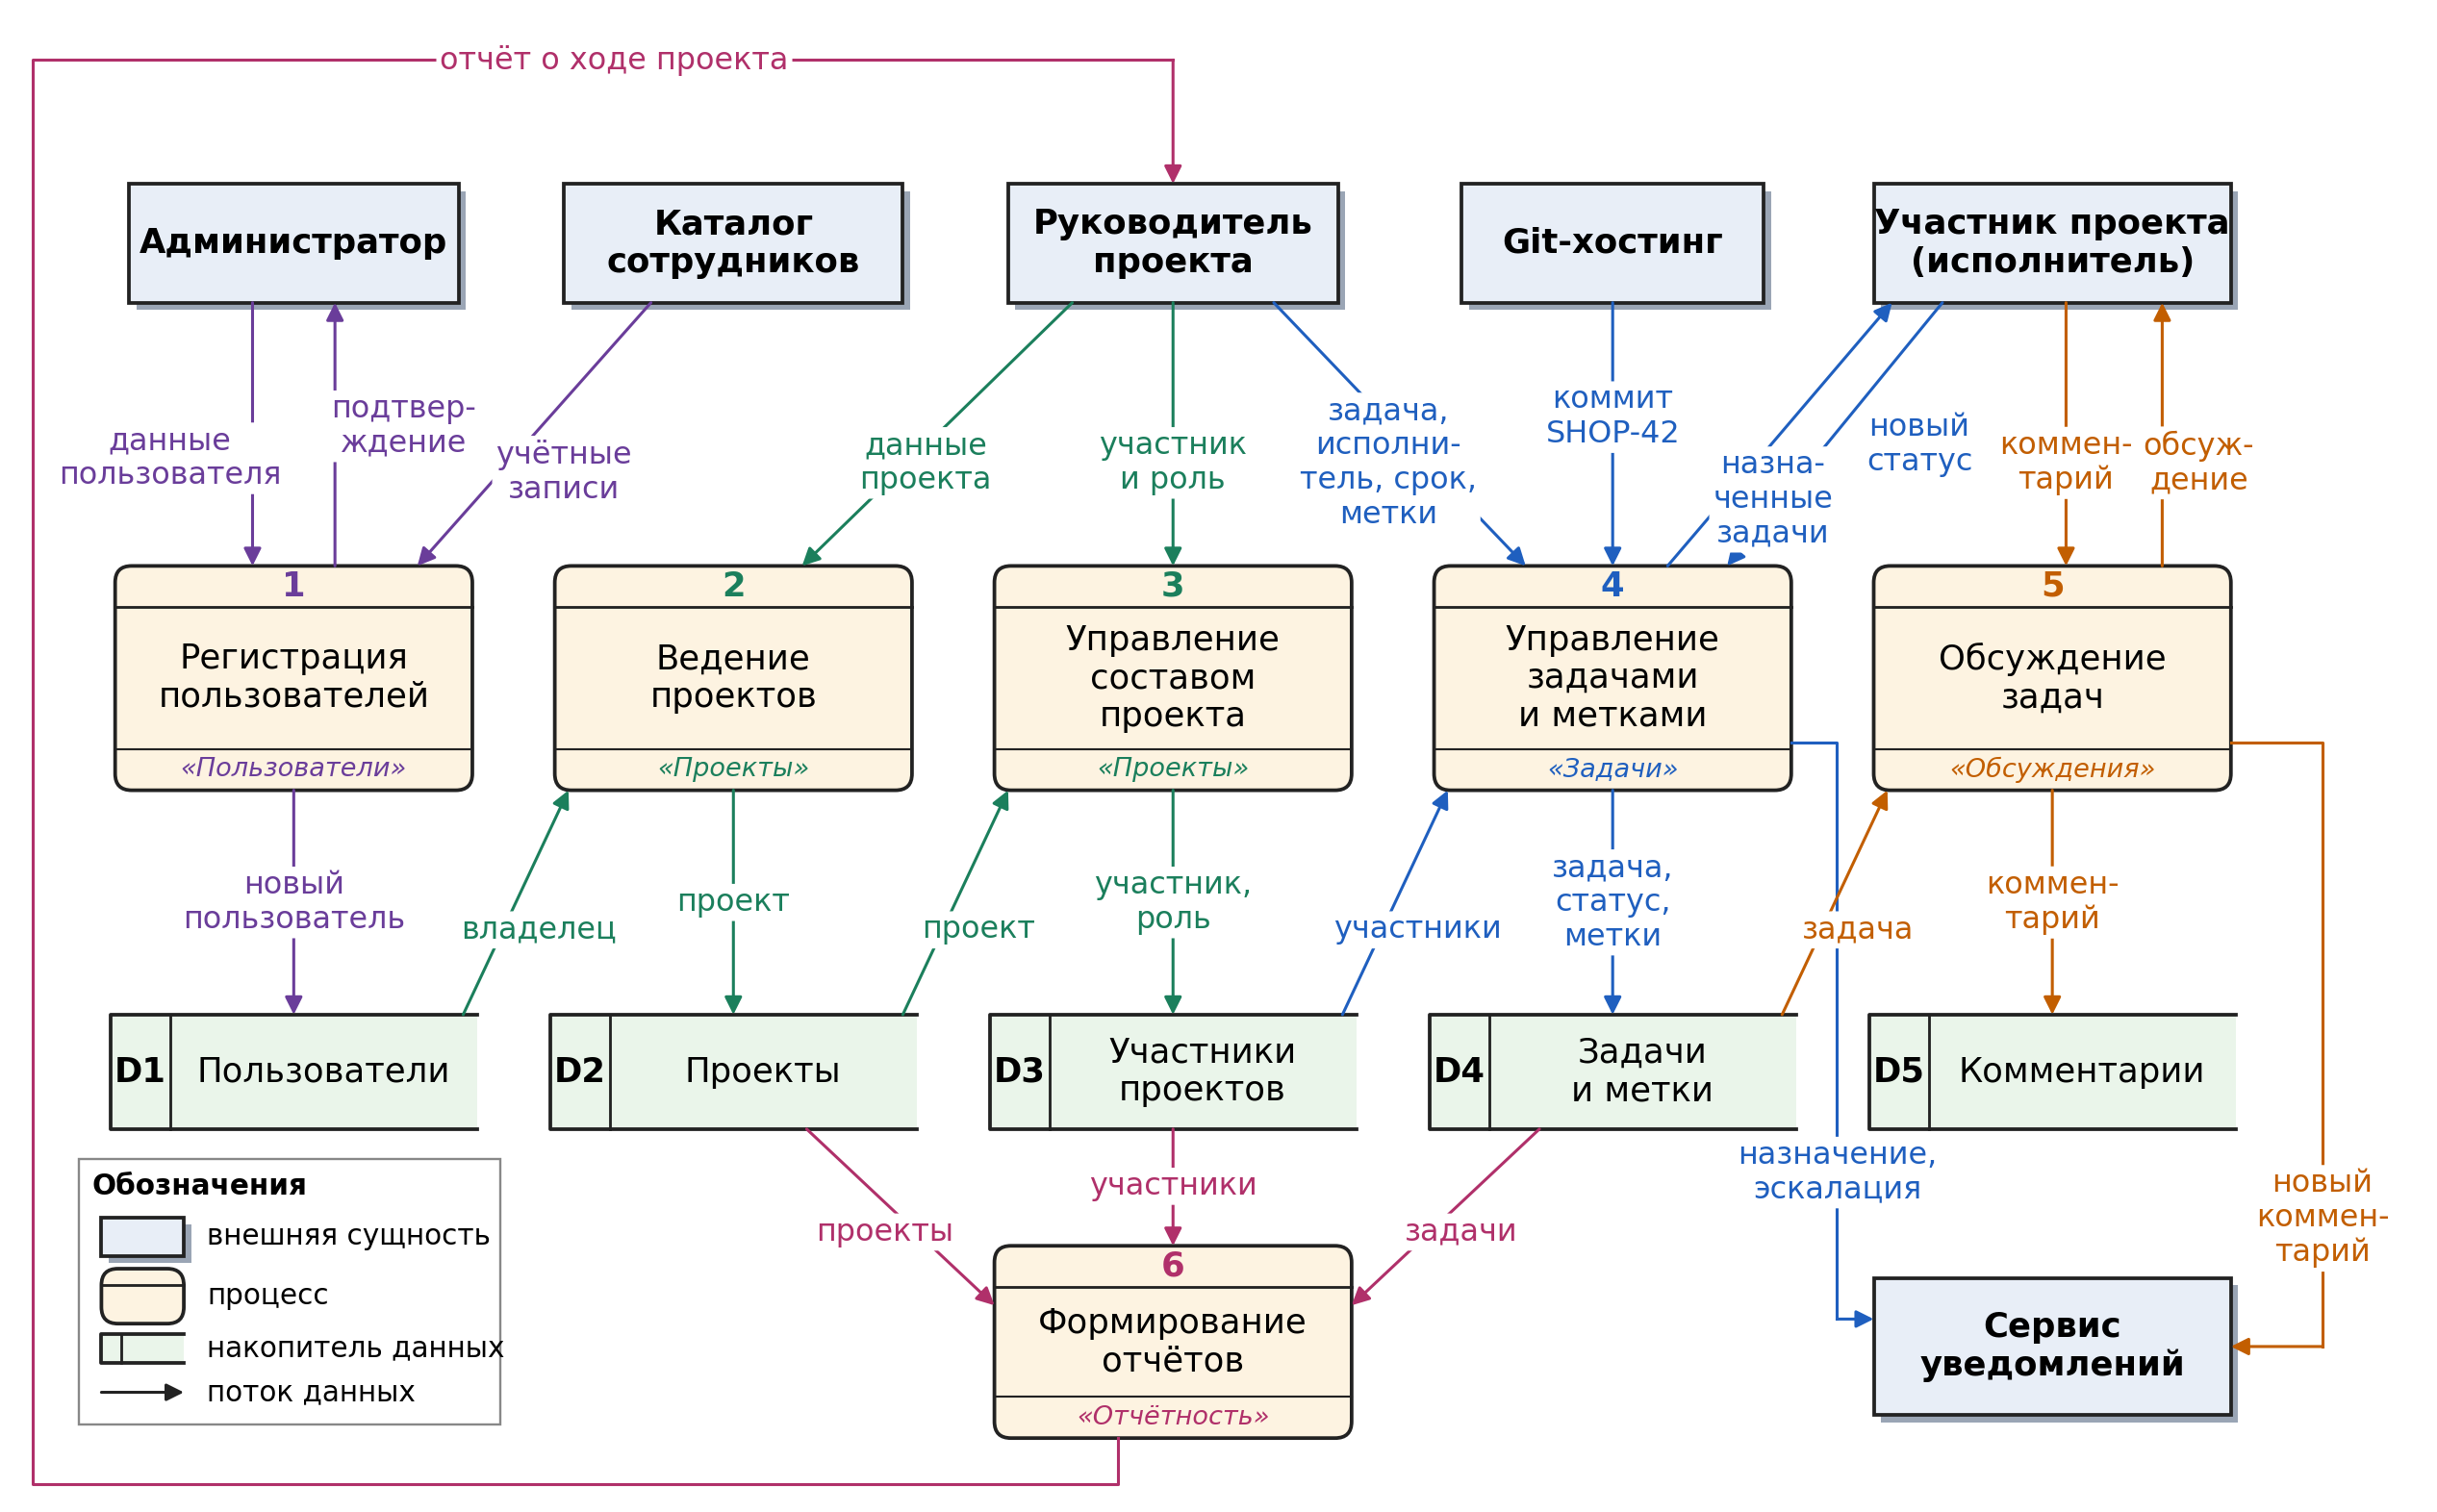 отчёт о ходе проекта
Администратор
Каталог
сотрудников
Руководитель
проекта
Git-хостинг
Участник проекта
(исполнитель)
данные
пользователя
подтвер-
ждение
учётные
записи
данные
проекта
участник
и роль
задача,
исполни-
тель, срок,
метки
коммит
SHOP-42
назна-
ченные
задачи
новый
статус
коммен-
тарий
обсуж-
дение
1
Регистрация
пользователей
«Пользователи»
2
Ведение
проектов
«Проекты»
3
Управление
составом
проекта
«Проекты»
4
Управление
задачами
и метками
«Задачи»
5
Обсуждение
задач
«Обсуждения»
новый
пользователь
владелец
проект
проект
участник,
роль
участники
задача,
статус,
метки
задача
коммен-
тарий
D1
Пользователи
D2
Проекты
D3
Участники
проектов
D4
Задачи
и метки
D5
Комментарии
проекты
участники
задачи
назначение,
эскалация
новый
коммен-
тарий
Обозначения
внешняя сущность
процесс
накопитель данных
поток данных
6
Формирование
отчётов
«Отчётность»
Сервис
уведомлений